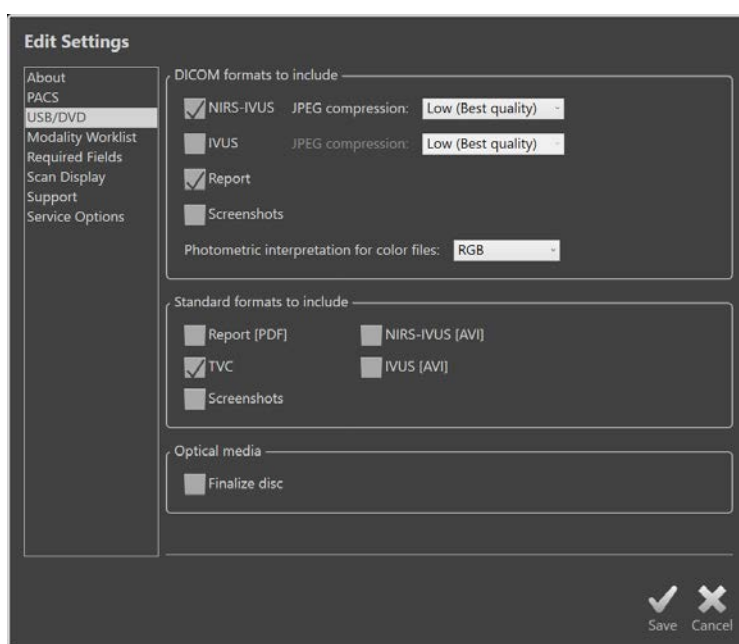 Edit Settings
About
PACS
USB/DVD
Modality Worklist
Required Fields
Scan Display
Support
Service Options
DICOM formats to include
NIRS-IVUS JPEG compression: Low (Best quality)
IVUS JPEG compression: Low (Best quality)
Report
Screenshots
Photometric interpretation for color files: RGB
Standard formats to include
Report [PDF] NIRS-IVUS [AVI]
TVC IVUS [AVI]
Screenshots
Optical media
Finalize disc
Save Cancel